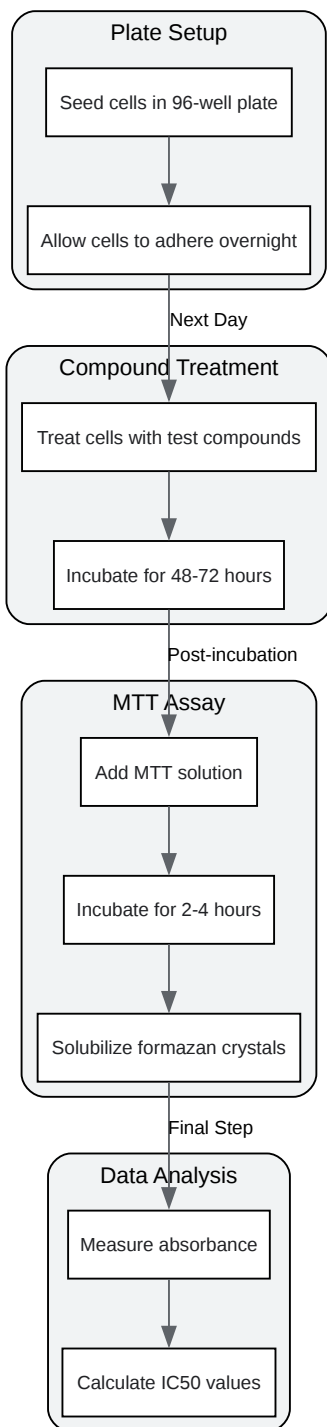 Plate Setup
Seed cells in 96-well plate
Allow cells to adhere overnight
Next Day
Compound Treatment
Treat cells with test compounds
Incubate for 48-72 hours
Post-incubation
MTT Assay
Add MTT solution
Incubate for 2-4 hours
Solubilize formazan crystals
Final Step
Data Analysis
Measure absorbance
Calculate IC50 values